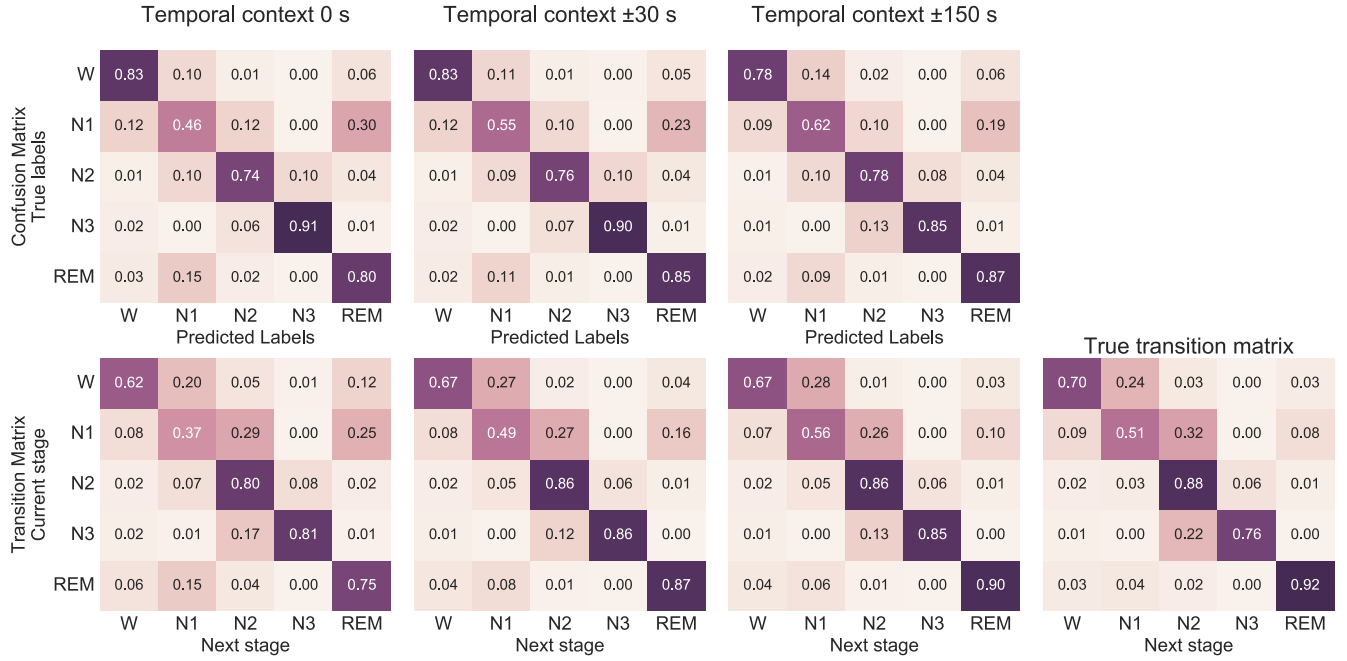 Temporal context 0 s Temporal context ±30 s Temporal context ±150 s
Confusion Matrix
True labels
W 0.83 0.10 0.01 0.00 0.06 0.83 0.11 0.01 0.00 0.05 0.78 0.14 0.02 0.00 0.06
N1 0.12 0.46 0.12 0.00 0.30 0.12 0.55 0.10 0.00 0.23 0.09 0.62 0.10 0.00 0.19
N2 0.01 0.10 0.74 0.10 0.04 0.01 0.09 0.76 0.10 0.04 0.01 0.10 0.78 0.08 0.04
N3 0.02 0.00 0.06 0.91 0.01 0.02 0.00 0.07 0.90 0.01 0.01 0.00 0.13 0.85 0.01
REM 0.03 0.15 0.02 0.00 0.80 0.02 0.11 0.01 0.00 0.85 0.02 0.09 0.01 0.00 0.87
W N1 N2 N3 REM W N1 N2 N3 REM W N1 N2 N3 REM
Predicted Labels Predicted Labels Predicted Labels
True transition matrix
Transition Matrix
Current stage
W 0.62 0.20 0.05 0.01 0.12 0.67 0.27 0.02 0.00 0.04 0.67 0.28 0.01 0.00 0.03 0.70 0.24 0.03 0.00 0.03
N1 0.08 0.37 0.29 0.00 0.25 0.08 0.49 0.27 0.00 0.16 0.07 0.56 0.26 0.00 0.10 0.09 0.51 0.32 0.00 0.08
N2 0.02 0.07 0.80 0.08 0.02 0.02 0.05 0.86 0.06 0.01 0.02 0.05 0.86 0.06 0.01 0.02 0.03 0.88 0.06 0.01
N3 0.02 0.01 0.17 0.81 0.01 0.01 0.00 0.12 0.86 0.00 0.01 0.00 0.13 0.85 0.00 0.01 0.00 0.22 0.76 0.00
REM 0.06 0.15 0.04 0.00 0.75 0.04 0.08 0.01 0.00 0.87 0.04 0.06 0.01 0.00 0.90 0.03 0.04 0.02 0.00 0.92
W N1 N2 N3 REM W N1 N2 N3 REM W N1 N2 N3 REM W N1 N2 N3 REM
Next stage Next stage Next stage Next stage